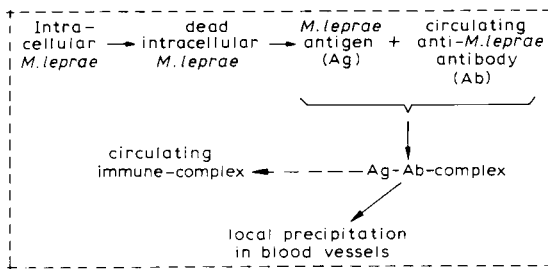 Intra-
cellular
M.leprae
dead
intracellular
M.leprae
M.leprae
antigen
(Ag)
+
circulating
anti-M.leprae
antibody
(Ab)
circulating
immune-complex
Ag-Ab-complex
local precipitation
in blood vessels